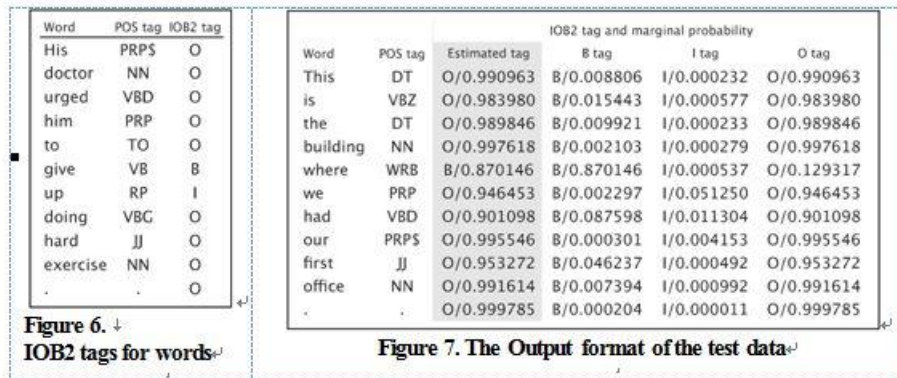 Word POS tag IOB2 tag
His PRP$ O
doctor NN O
urged VBD O
him PRP O
to TO O
give VB B
up RP I
doing VBG O
hard JJ O
exercise NN O
. . O
Figure 6.
IOB2 tags for words
IOB2 tag and marginal probability
Word POS tag Estimated tag B tag I tag O tag
This DT O/0.990963 B/0.008806 I/0.000232 O/0.990963
is VBZ O/0.983980 B/0.015443 I/0.000577 O/0.983980
the DT O/0.989846 B/0.009921 I/0.000233 O/0.989846
building NN O/0.997618 B/0.002103 I/0.000279 O/0.997618
where WRB B/0.870146 B/0.870146 I/0.000537 O/0.129317
we PRP O/0.946453 B/0.002297 I/0.051250 O/0.946453
had VBD O/0.901098 B/0.087598 I/0.011304 O/0.901098
our PRP$ O/0.995546 B/0.000301 I/0.004153 O/0.995546
first JJ O/0.953272 B/0.046237 I/0.000492 O/0.953272
office NN O/0.991614 B/0.007394 I/0.000992 O/0.991614
. . O/0.999785 B/0.000204 I/0.000011 O/0.999785
Figure 7. The Output format of the test data